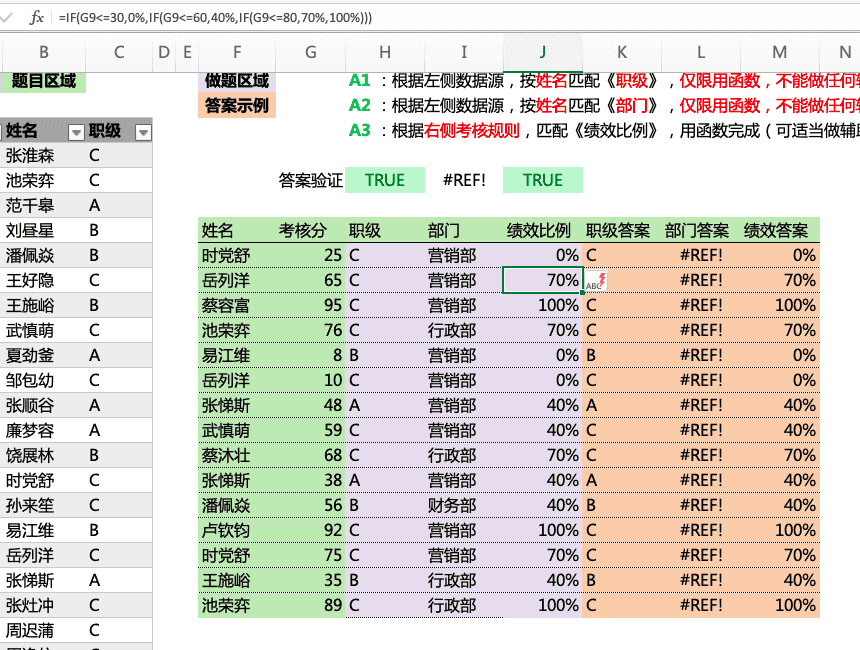 fx =IF(G9<=30,0%,IF(G9<=60,40%,IF(G9<=80,70%,100%)))
B C D E F G H I J K L M N
题目区域 做题区域 A1 ：根据左侧数据源，按姓名匹配《职级》，仅限用函数，不能做任何
答案示例 A2 ：根据左侧数据源，按姓名匹配《部门》，仅限用函数，不能做任何
姓名 职级 A3 ：根据右侧考核规则，匹配《绩效比例》，用函数完成（可适当做辅
张淮森 C
池荣弈 C 答案验证 TRUE #REF! TRUE
范千皋 A
刘昼星 B 姓名 考核分 职级 部门 绩效比例 职级答案 部门答案 绩效答案
潘佩焱 B 时党舒 25 C 营销部 0% C #REF! 0%
王好隐 C 岳列洋 65 C 营销部 70% ABC C #REF! 70%
王施峪 B 蔡容富 95 C 营销部 100% C #REF! 100%
武慎萌 C 池荣弈 76 C 行政部 70% C #REF! 70%
夏劲釜 A 易江维 8 B 营销部 0% B #REF! 0%
邹包幼 C 岳列洋 10 C 营销部 0% C #REF! 0%
张顺谷 A 张悌斯 48 A 营销部 40% A #REF! 40%
廉梦容 A 武慎萌 59 C 营销部 40% C #REF! 40%
饶展林 B 蔡沐壮 68 C 行政部 70% C #REF! 70%
时党舒 C 张悌斯 38 A 营销部 40% A #REF! 40%
孙来笙 C 潘佩焱 56 B 财务部 40% B #REF! 40%
易江维 B 卢钦钧 92 C 营销部 100% C #REF! 100%
岳列洋 C 时党舒 75 C 营销部 70% C #REF! 70%
张悌斯 A 王施峪 35 B 行政部 40% B #REF! 40%
张灶冲 C 池荣弈 89 C 行政部 100% C #REF! 100%
周迟蒲 C